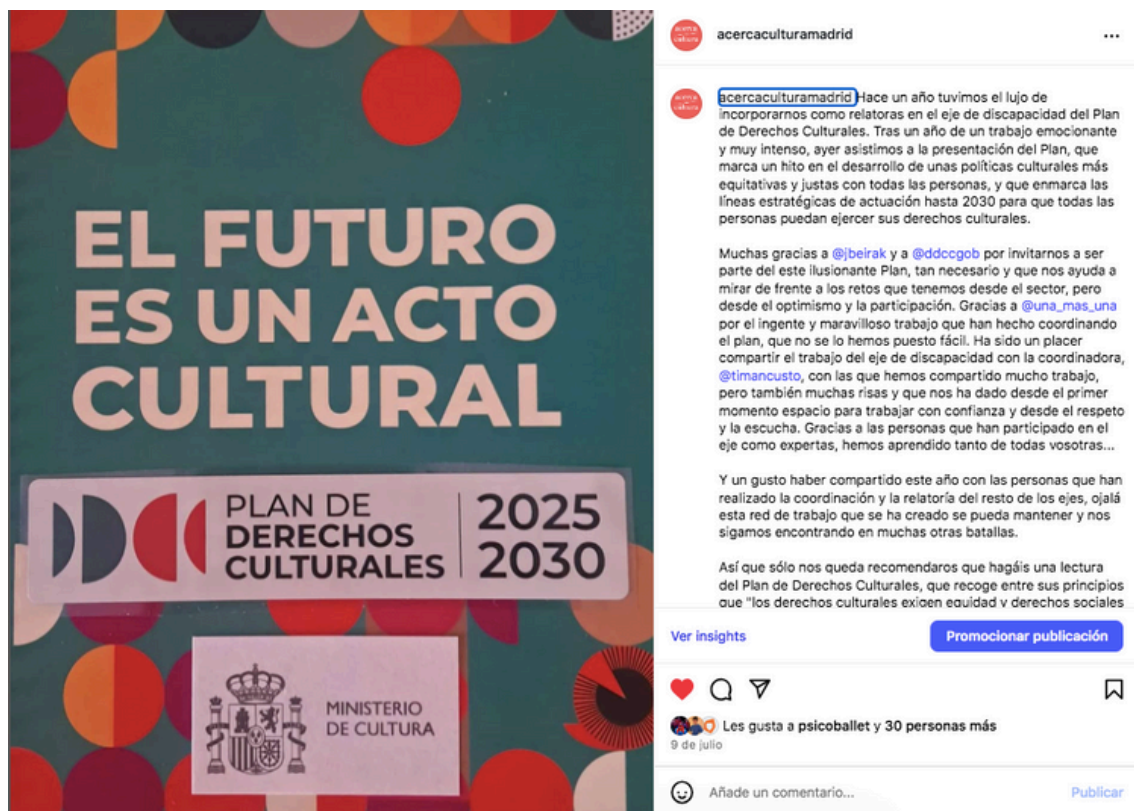 EL FUTURO
ES UN ACTO
CULTURAL
PLAN DE
DERECHOS
CULTURALES
2025
2030
MINISTERIO
DE CULTURA
acerca
cultura
acercaculturamadrid
acerca
cultura
acercaculturamadrid Hace un año tuvimos el lujo de
incorporarnos como relatoras en el eje de discapacidad del Plan
de Derechos Culturales. Tras un año de un trabajo emocionante
y muy intenso, ayer asistimos a la presentación del Plan, que
marca un hito en el desarrollo de unas políticas culturales más
equitativas y justas con todas las personas, y que enmarca las
líneas estratégicas de actuación hasta 2030 para que todas las
personas puedan ejercer sus derechos culturales.
Muchas gracias a @jbeirak y a @ddccgob por invitarnos a ser
parte del este ilusionante Plan, tan necesario y que nos ayuda a
mirar de frente a los retos que tenemos desde el sector, pero
desde el optimismo y la participación. Gracias a @una_mas_una
por el ingente y maravilloso trabajo que han hecho coordinando
el plan, que no se lo hemos puesto fácil. Ha sido un placer
compartir el trabajo del eje de discapacidad con la coordinadora,
@timancusto, con las que hemos compartido mucho trabajo,
pero también muchas risas y que nos ha dado desde el primer
momento espacio para trabajar con confianza y desde el respeto
y la escucha. Gracias a las personas que han participado en el
eje como expertas, hemos aprendido tanto de todas vosotras...
Y un gusto haber compartido este año con las personas que han
realizado la coordinación y la relatoría del resto de los ejes, ojalá
esta red de trabajo que se ha creado se pueda mantener y nos
sigamos encontrando en muchas otras batallas.
Así que sólo nos queda recomendaros que hagáis una lectura
del Plan de Derechos Culturales, que recoge entre sus principios
que "los derechos culturales exigen equidad y derechos sociales
Ver insights
Promocionar publicación
Les gusta a psicoballet y 30 personas más
9 de julio
Añade un comentario...
Publicar